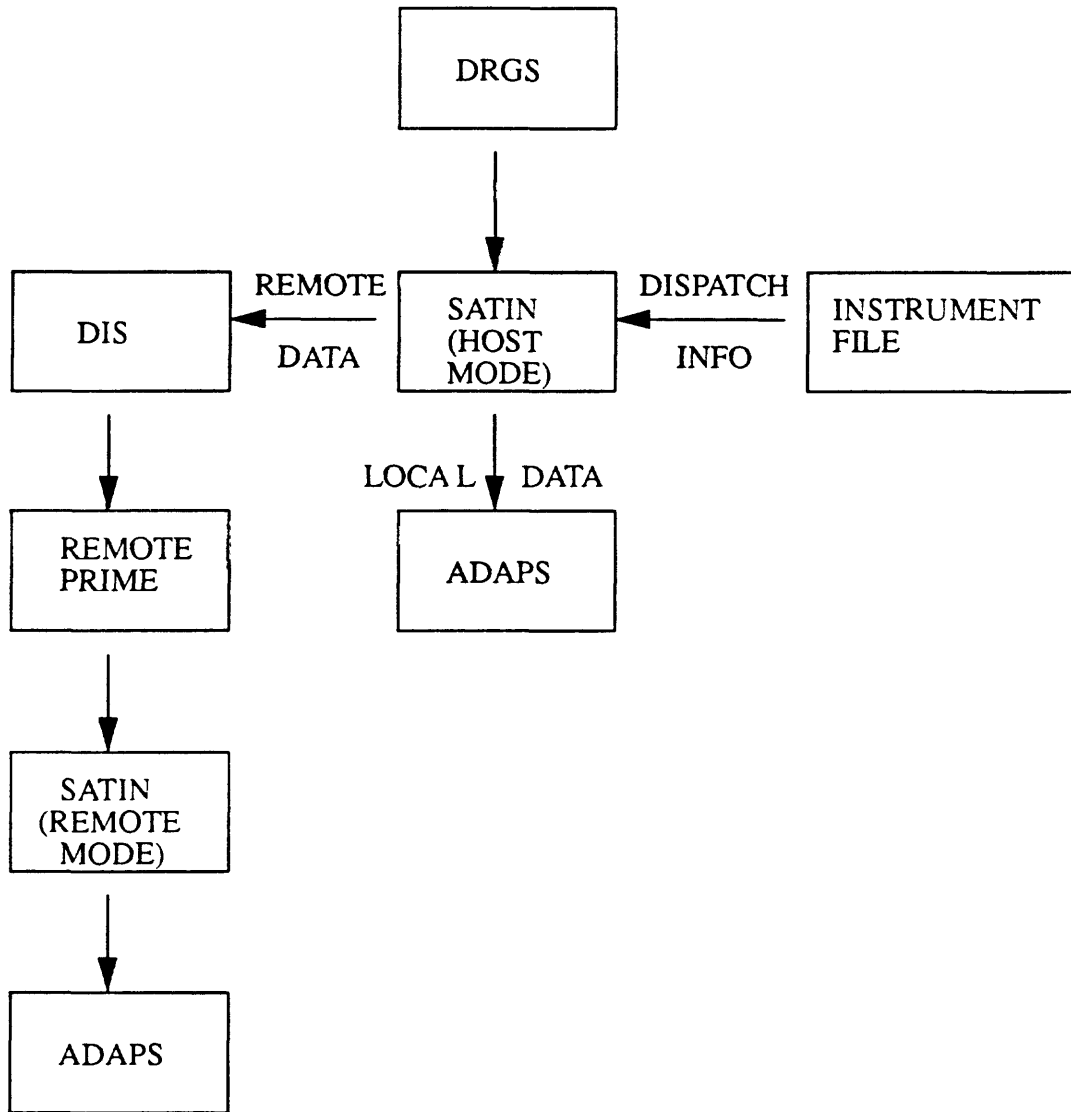 DRGS
REMOTE
DATA
DIS
SATIN
(HOST
MODE)
DISPATCH
INFO
INSTRUMENT
FILE
LOCAL DATA
REMOTE
PRIME
ADAPS
SATIN
(REMOTE
MODE)
ADAPS